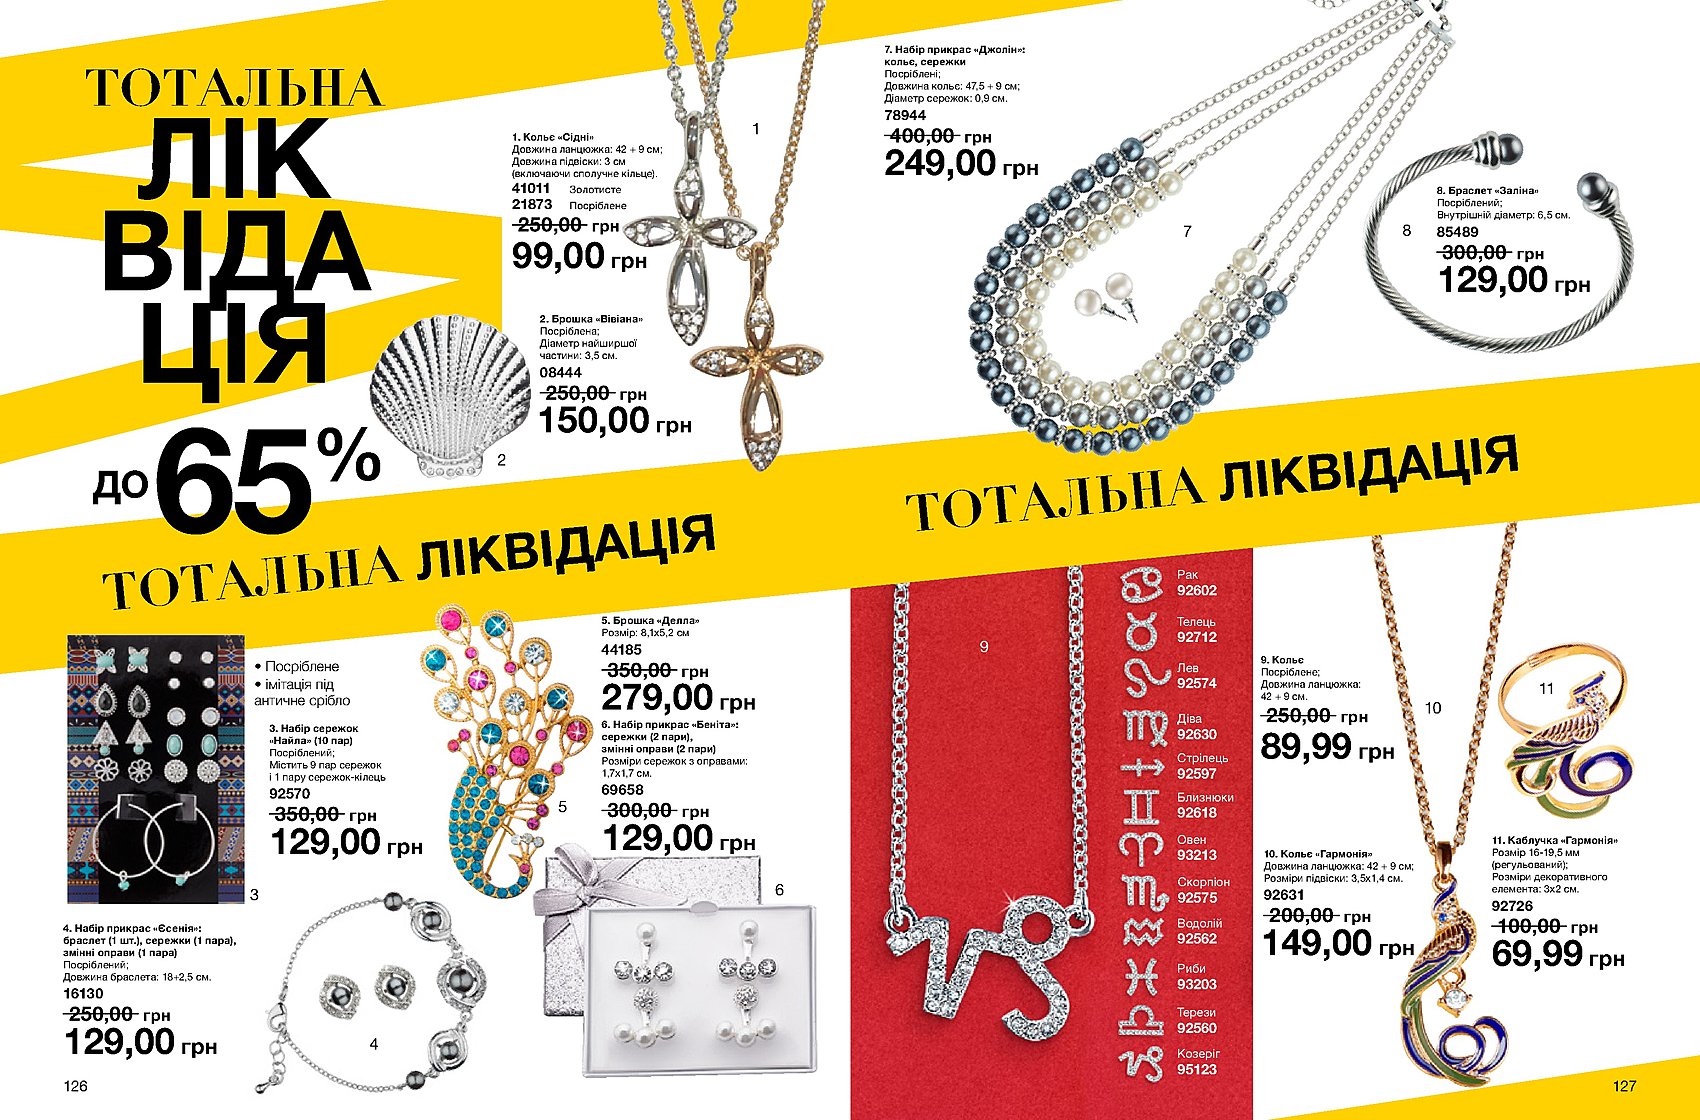 ТОТАЛЬНА
ЛІК
ВІДА
ЦІЯ
ДО 65%
1. Кольє «Сідні»
Довжина ланцюжка: 42 + 9 см;
Довжина підвіски: 3 см
(включаючи сполучне кільце).
41011 Золотисте
21873 Посріблене
250,00 грн
99,00 грн
1
2. Брошка «Вівіана»
Посріблена;
Діаметр найширшої
частини: 3,5 см.
08444
250,00 грн
150,00 грн
2
ТОТАЛЬНА ЛІКВІДАЦІЯ
• Посріблене
• імітація під
античне срібло
3. Набір сережок
«Найла» (10 пар)
Посріблений;
Містить 9 пар сережок
і 1 пару сережок-кілець
92570
350,00 грн
129,00 грн
3
4. Набір прикрас «Єсенія»:
браслет (1 шт.), сережки (1 пара),
змінні оправи (1 пара)
Посріблений;
Довжина браслета: 18+2,5 см.
16130
250,00 грн
129,00 грн
4
126
5. Брошка «Делла»
Розмір: 8,1х5,2 см
44185
350,00 грн
279,00 грн
5
6. Набір прикрас «Беніта»:
сережки (2 пари),
змінні оправи (2 пари)
Розміри сережок з оправами:
1,7х1,7 см.
69658
300,00 грн
129,00 грн
6
7. Набір прикрас «Джолін»:
кольє, сережки
Посріблені;
Довжина кольє: 47,5 + 9 см;
Діаметр сережок: 0,9 см.
78944
400,00 грн
249,00 грн
7
8. Браслет «Заліна»
Посріблений;
Внутрішній діаметр: 6,5 см.
85489
300,00 грн
129,00 грн
8
ТОТАЛЬНА ЛІКВІДАЦІЯ
9
Рак
92602
Телець
92712
Лев
92574
Діва
92630
Стрілець
92597
Близнюки
92618
Овен
93213
Скорпіон
92575
Водолій
92562
Риби
93203
Терези
92560
Козеріг
95123
9. Кольє
Посріблене;
Довжина ланцюжка:
42 + 9 см.
250,00 грн
89,99 грн
10
11
10. Кольє «Гармонія»
Довжина ланцюжка: 42 + 9 см;
Розміри підвіски: 3,5х1,4 см.
92631
200,00 грн
149,00 грн
11. Каблучка «Гармонія»
Розмір 16-19,5 мм
(регульований);
Розміри декоративного
елемента: 3х2 см.
92726
100,00 грн
69,99 грн
127